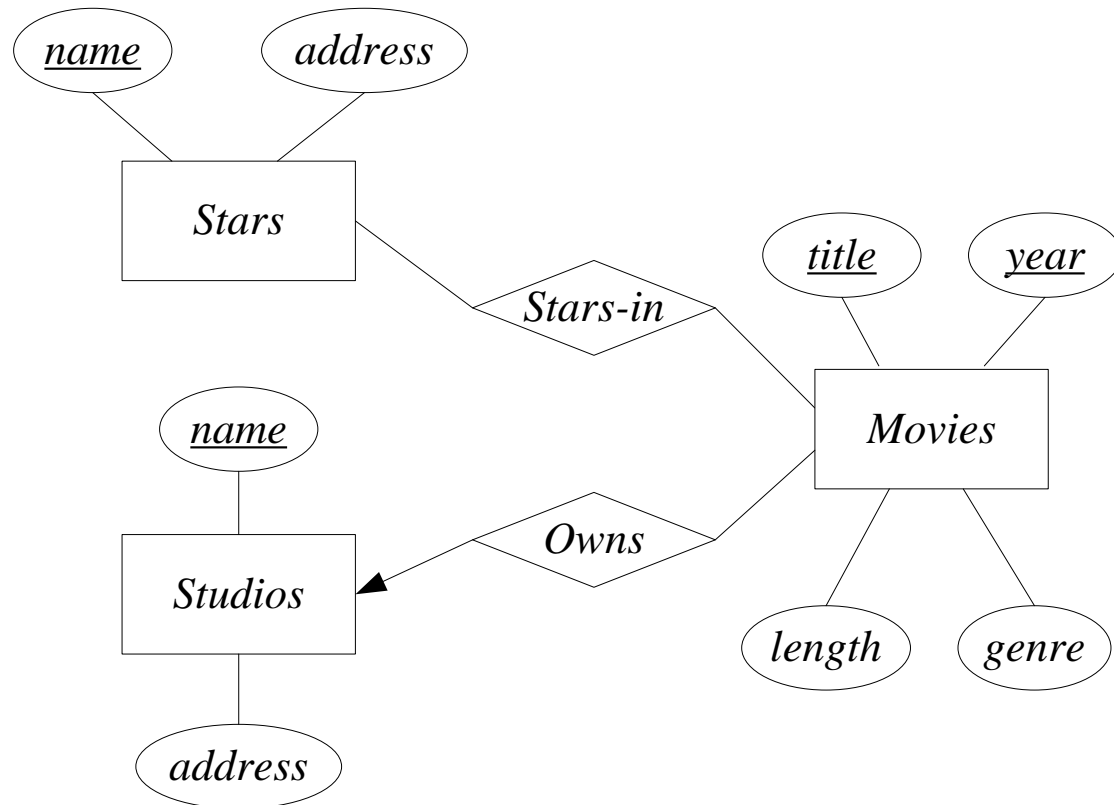 name
address
Stars
title
year
Stars-in
Movies
name
Owns
Studios
length
genre
address